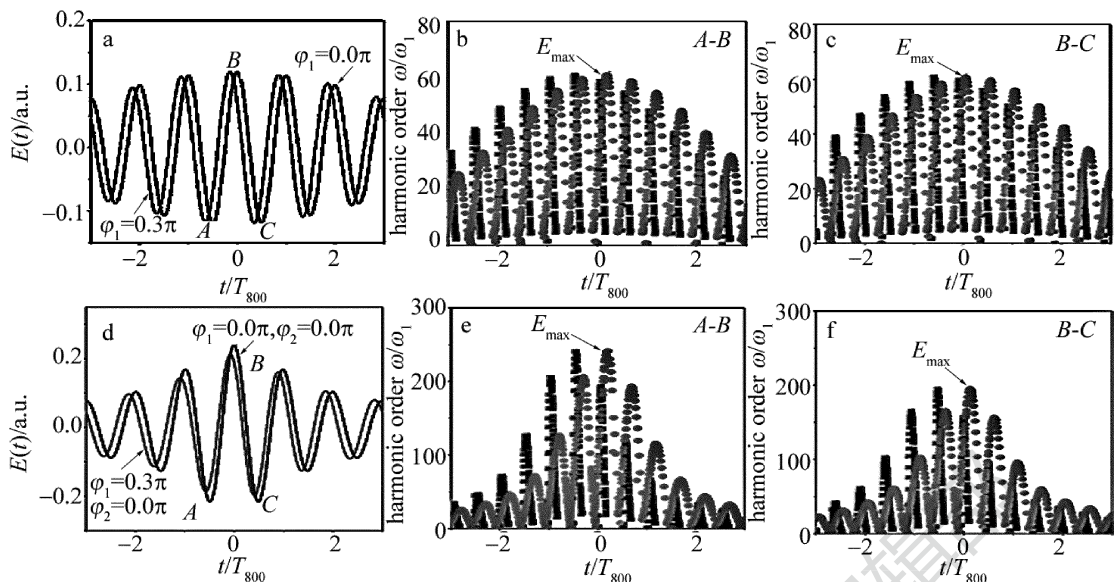 a
φ₁=0.0π
B
φ₁=0.3π
A
C
E(t)/a.u.
0.2
0.1
0.0
−0.1
−2
0
2
t/T₈₀₀
b
A-B
Eₘₐₓ
harmonic order ω/ω₁
80
60
40
20
0
−2
0
2
t/T₈₀₀
c
B-C
Eₘₐₓ
harmonic order ω/ω₁
80
60
40
20
0
−2
0
2
t/T₈₀₀
d
φ₁=0.0π,φ₂=0.0π
B
φ₁=0.3π
φ₂=0.0π
A
C
E(t)/a.u.
0.2
0.0
−0.2
−2
0
2
t/T₈₀₀
e
A-B
Eₘₐₓ
harmonic order ω/ω₁
300
200
100
0
−2
0
2
t/T₈₀₀
f
B-C
Eₘₐₓ
harmonic order ω/ω₁
300
200
100
0
−2
0
2
t/T₈₀₀